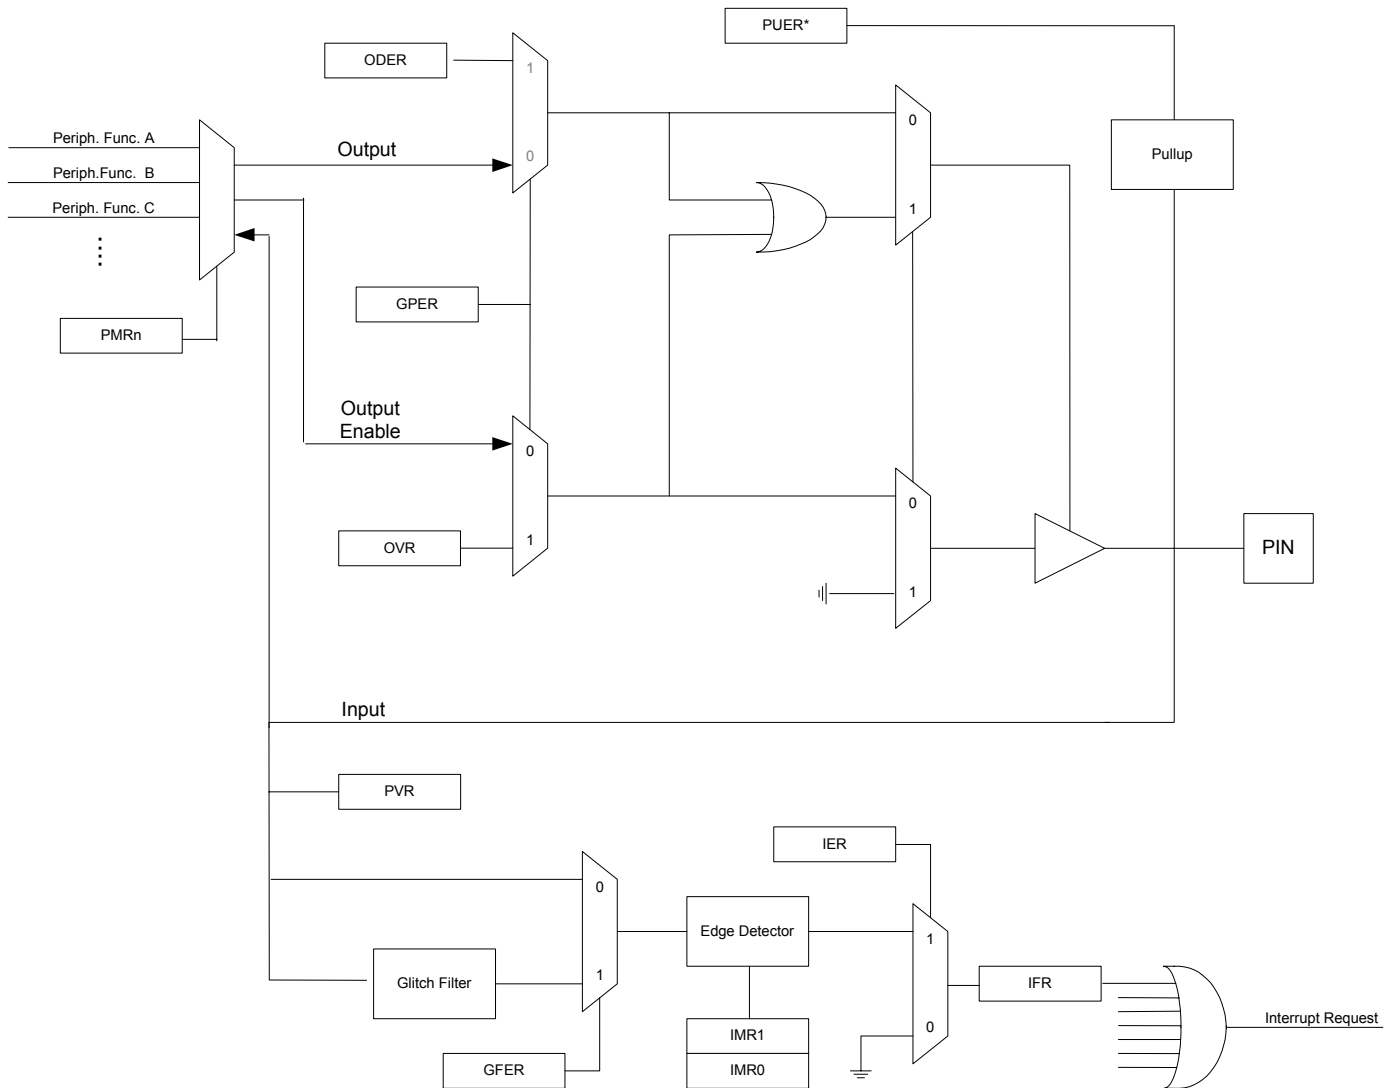 PUER*
ODER
1
0
Pullup
Periph. Func. A
Output
0
Periph.Func. B
Periph. Func. C
1
GPER
PMRn
Output
Enable
0
OVR
1
0
PIN
1
Input
PVR
IER
0
Edge Detector
1
Glitch Filter
1
IFR
0
Interrupt Request
IMR1
GFER
IMR0